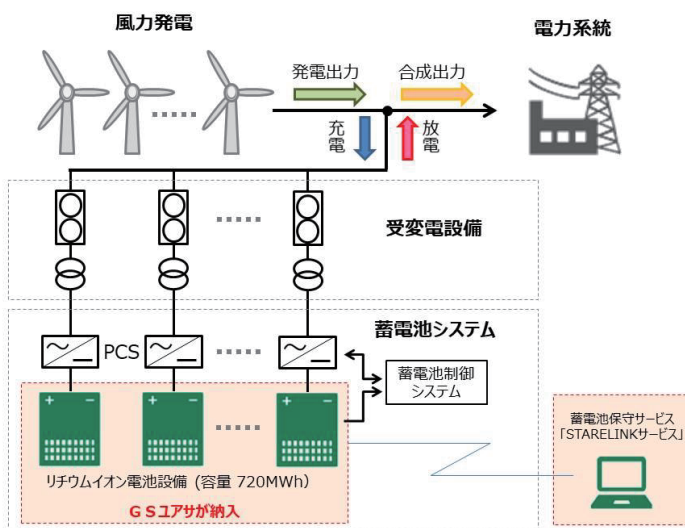 風力発電
電力系統
発電出力
合成出力
充電
放電
受変電設備
蓄電池システム
PCS
蓄電池制御
システム
リチウムイオン電池設備 (容量 720MWh)
GSユアサが納入
蓄電池保守サービス
「STARELINKサービス」